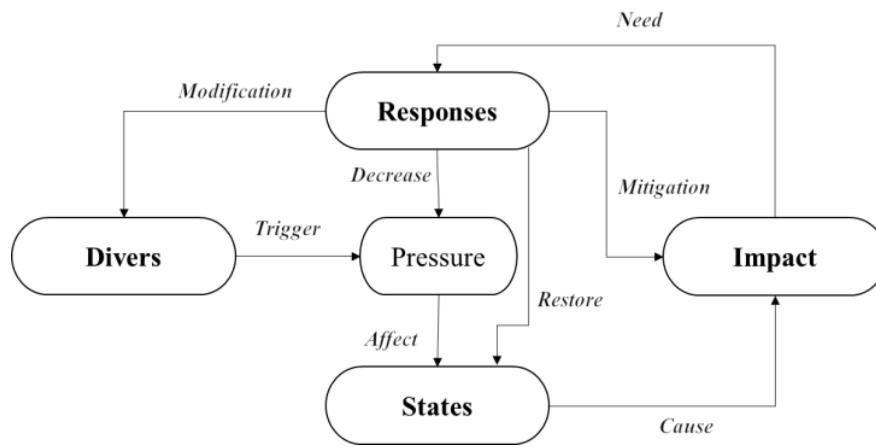 Need
Modification
Responses
Decrease
Mitigation
Trigger
Divers
Pressure
Impact
Restore
Affect
States
Cause